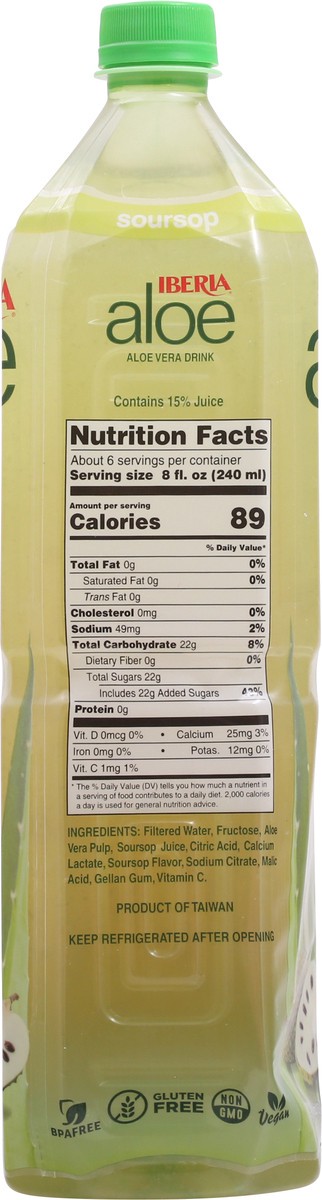 soursop
IBERIA
aloe
ALOE VERA DRINK
Contains 15% Juice
Nutrition Facts
About 6 servings per container
Serving size 8 fl. oz (240 ml)
Amount per serving
Calories 89
% Daily Value*
Total Fat 0g 0%
Saturated Fat 0g 0%
Trans Fat 0g
Cholesterol 0mg 0%
Sodium 49mg 2%
Total Carbohydrate 22g 8%
Dietary Fiber 0g 0%
Total Sugars 22g
Includes 22g Added Sugars
Protein 0g
Vit. D 0mcg 0% • Calcium 25mg 3%
Iron 0mg 0% • Potas. 12mg 0%
Vit. C 1mg 1%
* The % Daily Value (DV) tells you how much a nutrient in
a serving of food contributes to a daily diet. 2,000 calories
a day is used for general nutrition advice.
INGREDIENTS: Filtered Water, Fructose, Aloe
Vera Pulp, Soursop Juice, Citric Acid, Calcium
Lactate, Soursop Flavor, Sodium Citrate, Malic
Acid, Gellan Gum, Vitamin C.
PRODUCT OF TAIWAN
KEEP REFRIGERATED AFTER OPENING
BPAFREE
GLUTEN
FREE
NON
GMO
Vegan